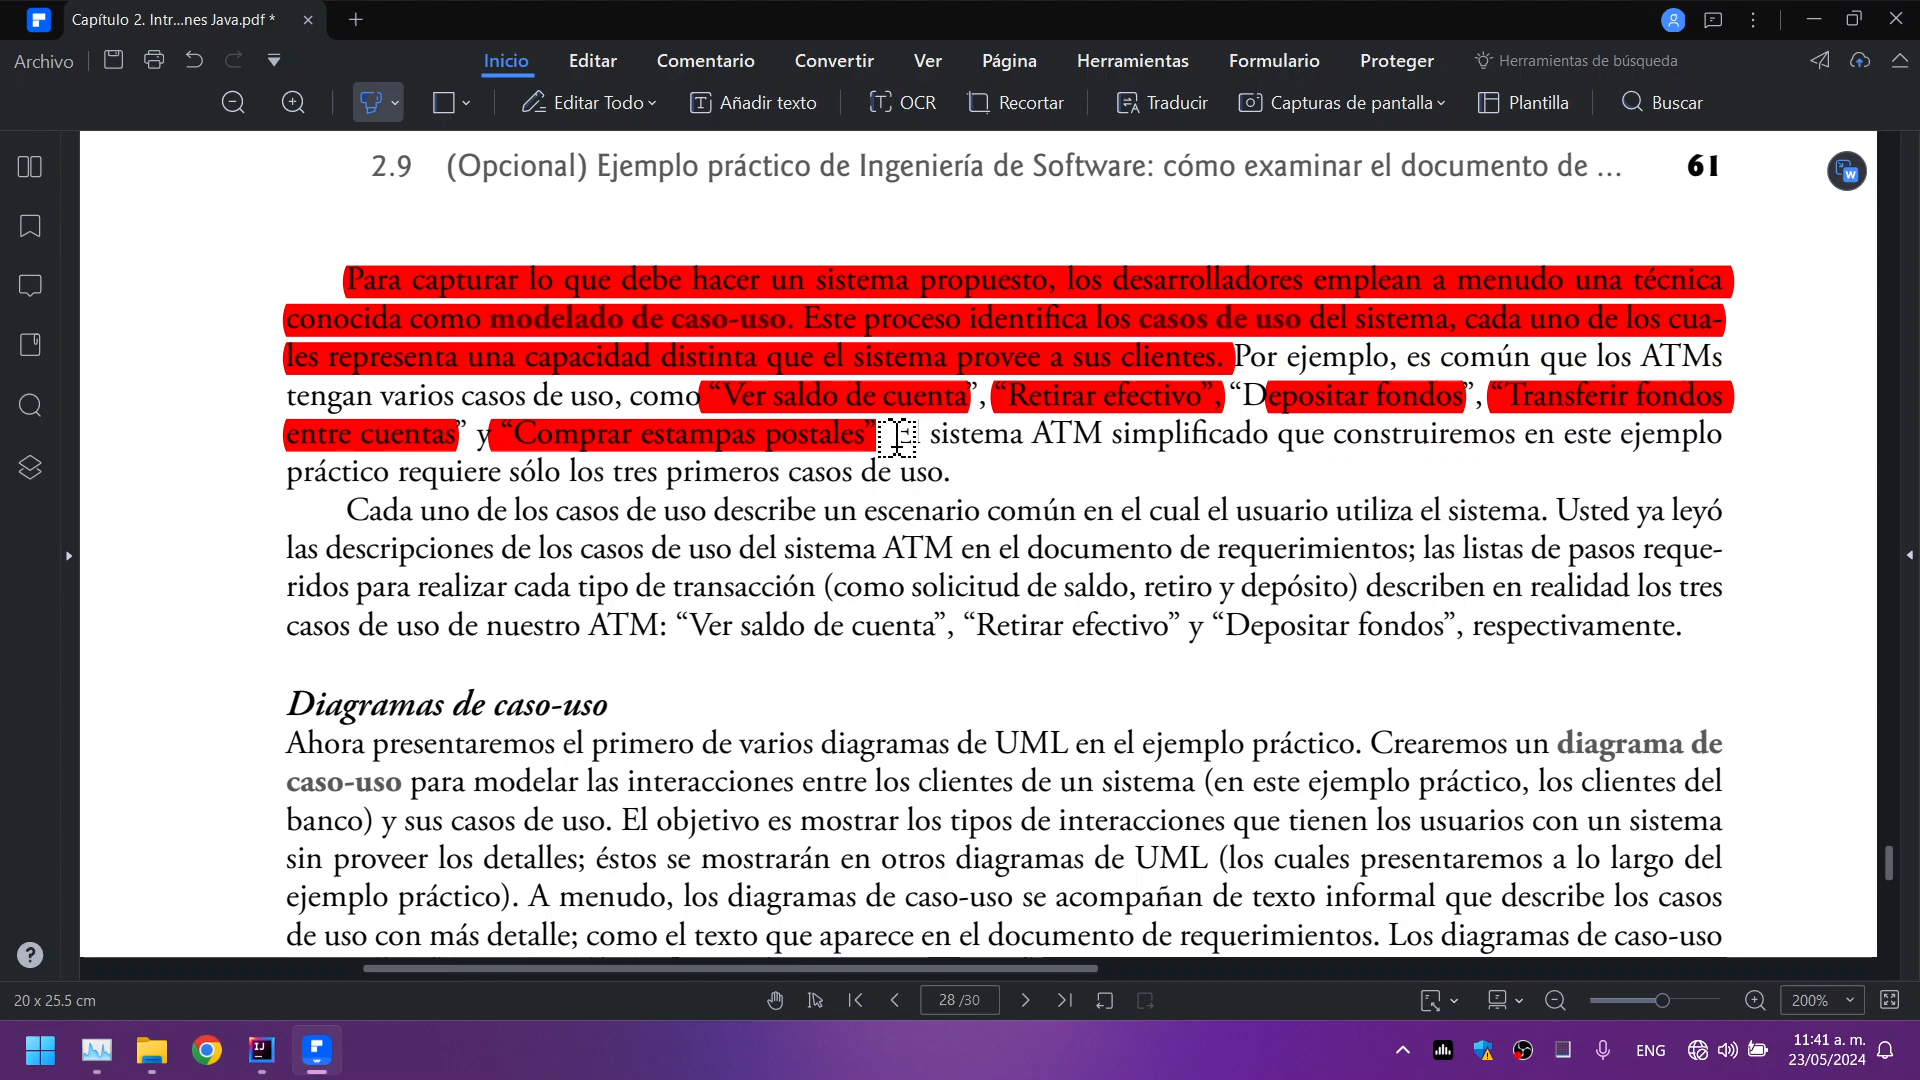 Capítulo 2. Intr...nes Java.pdf *
Archivo
Inicio
Editar
Comentario
Convertir
Ver
Página
Herramientas
Formulario
Proteger
Herramientas de búsqueda
Editar Todo
Añadir texto
OCR
Recortar
Traducir
Capturas de pantalla
Plantilla
Buscar
2.9 (Opcional) Ejemplo práctico de Ingeniería de Software: cómo examinar el documento de ... 61
Para capturar lo que debe hacer un sistema propuesto, los desarrolladores emplean a menudo una técnica
conocida como modelado de caso-uso. Este proceso identifica los casos de uso del sistema, cada uno de los cua-
les representa una capacidad distinta que el sistema provee a sus clientes. Por ejemplo, es común que los ATMs
tengan varios casos de uso, como “Ver saldo de cuenta”, “Retirar efectivo”, “Depositar fondos”, “Transferir fondos
entre cuentas” y “Comprar estampas postales” sistema ATM simplificado que construiremos en este ejemplo
práctico requiere sólo los tres primeros casos de uso.
Cada uno de los casos de uso describe un escenario común en el cual el usuario utiliza el sistema. Usted ya leyó
las descripciones de los casos de uso del sistema ATM en el documento de requerimientos; las listas de pasos reque-
ridos para realizar cada tipo de transacción (como solicitud de saldo, retiro y depósito) describen en realidad los tres
casos de uso de nuestro ATM: “Ver saldo de cuenta”, “Retirar efectivo” y “Depositar fondos”, respectivamente.
Diagramas de caso-uso
Ahora presentaremos el primero de varios diagramas de UML en el ejemplo práctico. Crearemos un diagrama de
caso-uso para modelar las interacciones entre los clientes de un sistema (en este ejemplo práctico, los clientes del
banco) y sus casos de uso. El objetivo es mostrar los tipos de interacciones que tienen los usuarios con un sistema
sin proveer los detalles; éstos se mostrarán en otros diagramas de UML (los cuales presentaremos a lo largo del
ejemplo práctico). A menudo, los diagramas de caso-uso se acompañan de texto informal que describe los casos
de uso con más detalle; como el texto que aparece en el documento de requerimientos. Los diagramas de caso-uso
20 x 25.5 cm
28 /30
200%
ENG
11:41 a. m.
23/05/2024